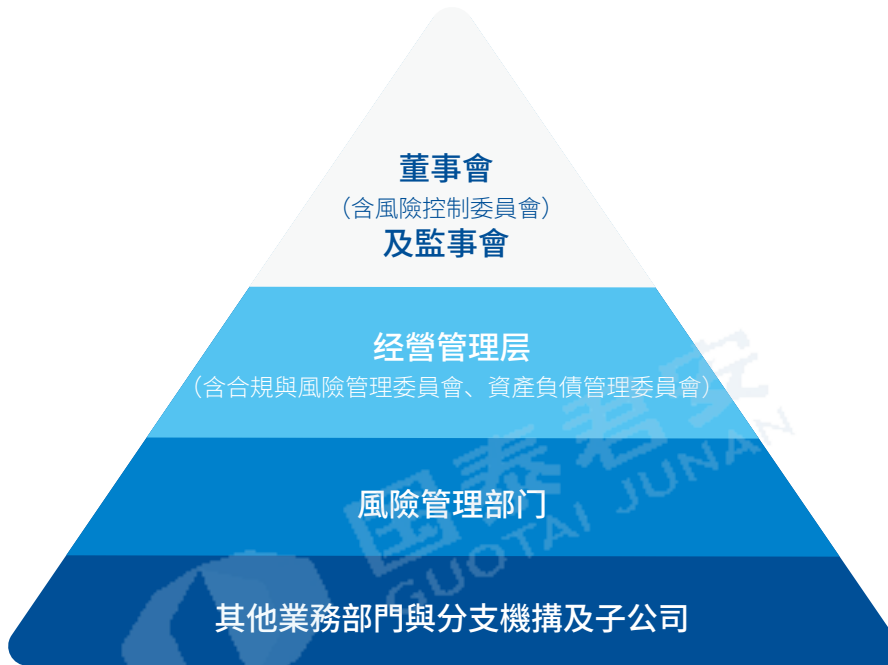 董事會
（含風險控制委員會）
及監事會
经營管理层
（含合規與風險管理委員會、資產負債管理委員會）
風險管理部门
其他業務部門與分支機搆及子公司
国泰君安
GUOTAI JUNAN